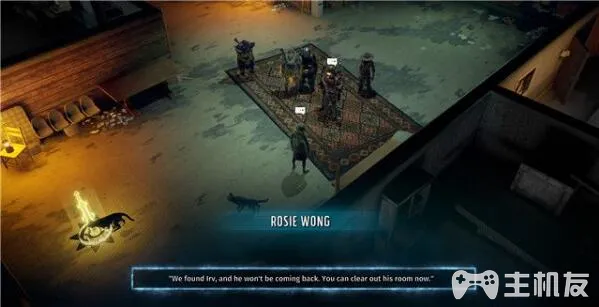 ROSIE WONG
"We found Irv, and he won't be coming back. You can clear out his room now."
主机友